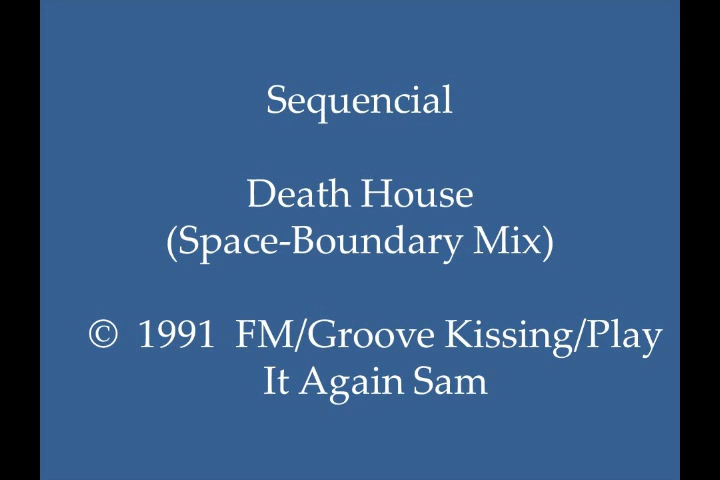 Sequencial
Death House
(Space-Boundary Mix)
© 1991 FM/Groove Kissing/Play
It Again Sam